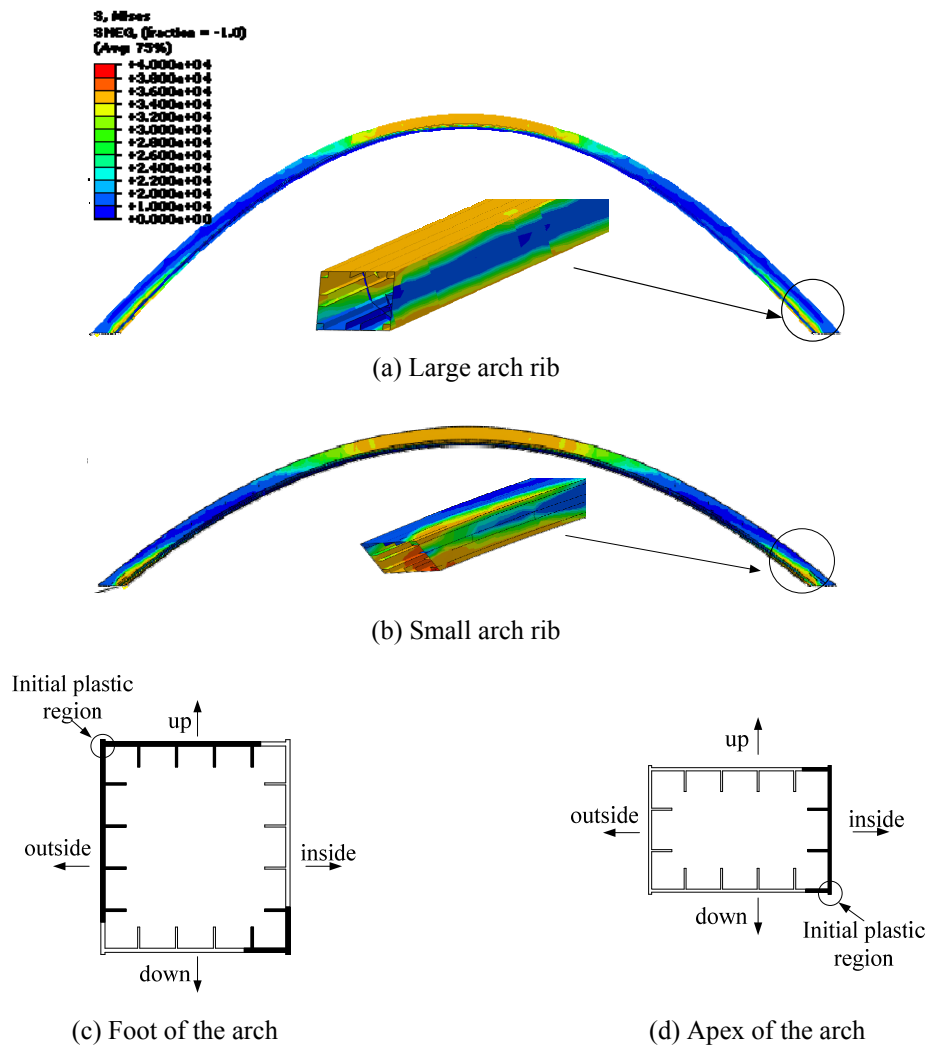 S, Mises
SNEG, (fraction = -1.0)
(Avg: 75%)
+4.000e+04
+3.800e+04
+3.600e+04
+3.400e+04
+3.200e+04
+3.000e+04
+2.800e+04
+2.600e+04
+2.400e+04
+2.200e+04
+2.000e+04
+1.000e+04
+0.000e+00
(a) Large arch rib
(b) Small arch rib
Initial plastic
region
up
outside
inside
down
(c) Foot of the arch
up
outside
inside
down
Initial plastic
region
(d) Apex of the arch